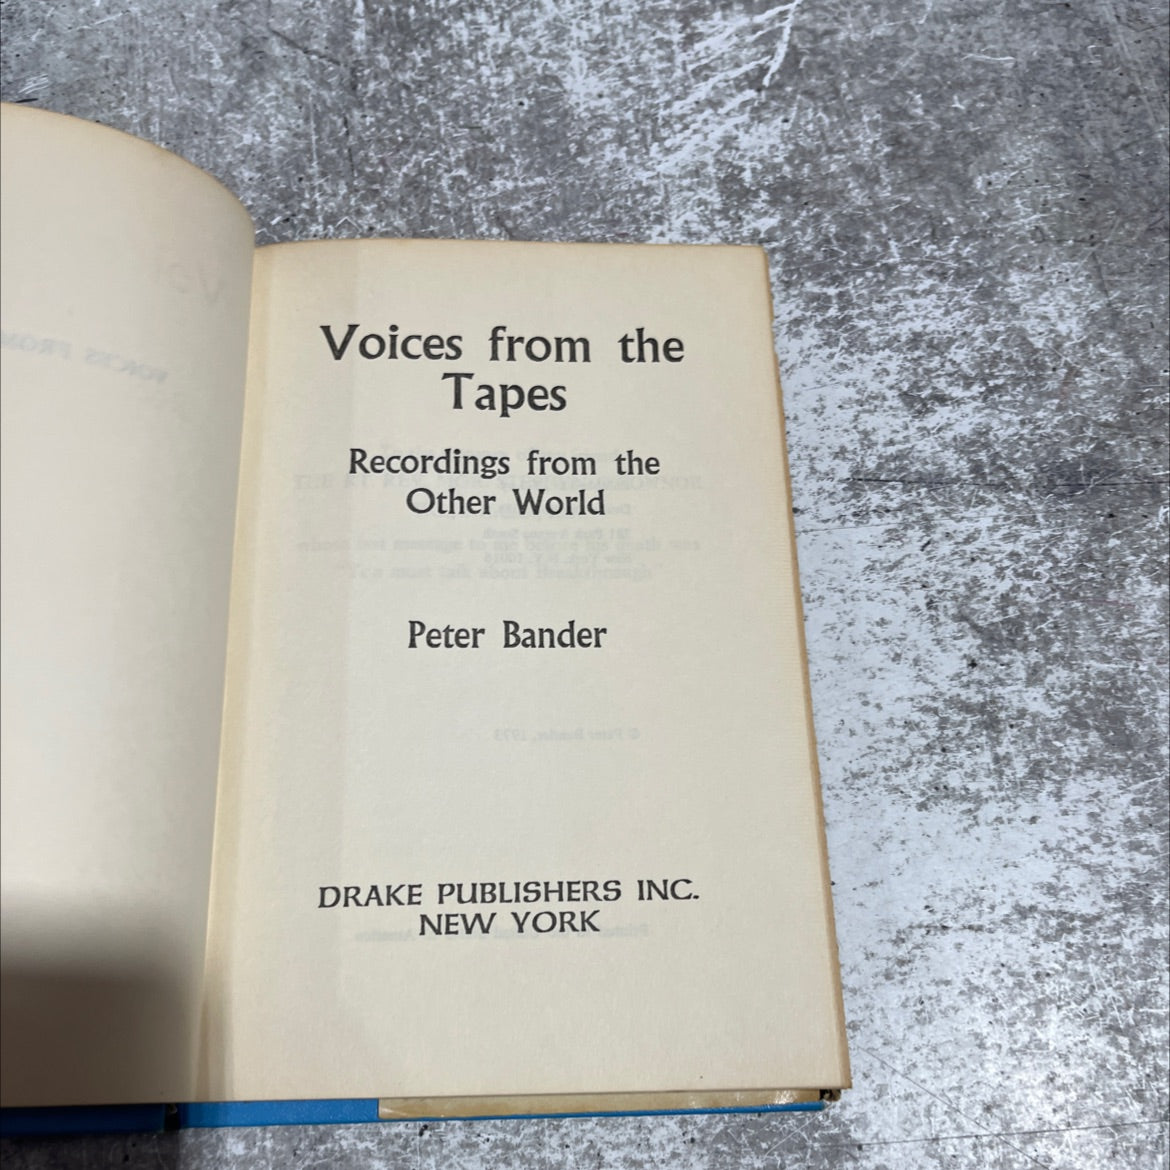 Voices from the
Tapes
Recordings from the
Other World
Peter Bander
DRAKE PUBLISHERS INC.
NEW YORK